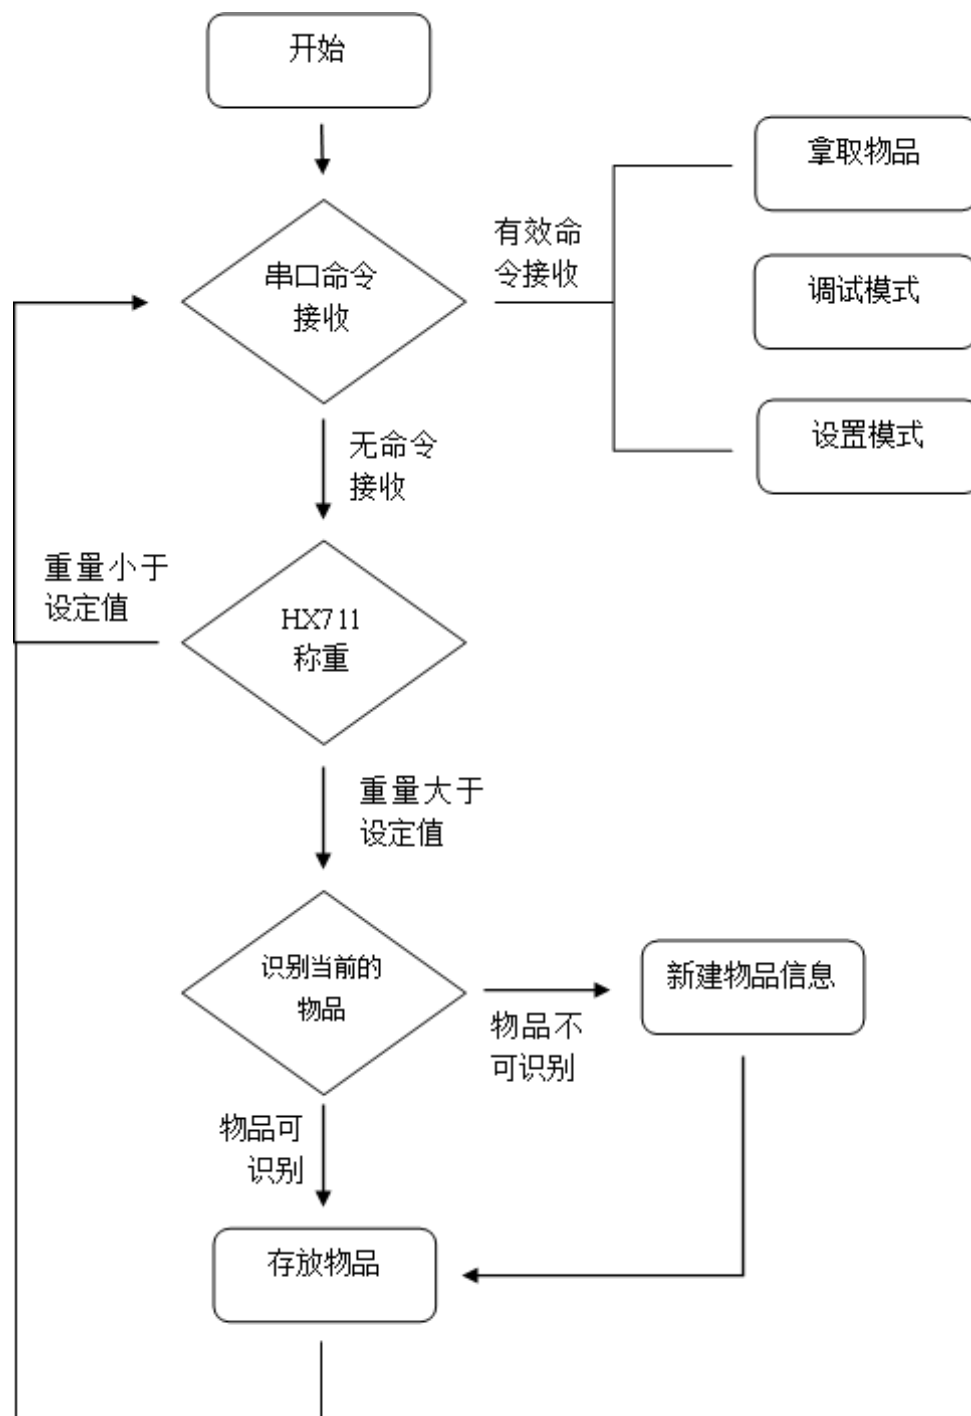 开始
拿取物品
有效命
令接收
串口命令
接收
调试模式
设置模式
无命令
接收
重量小于
设定值
HX711
称重
重量大于
设定值
识别当前的
物品
新建物品信息
物品不
可识别
物品可
识别
存放物品